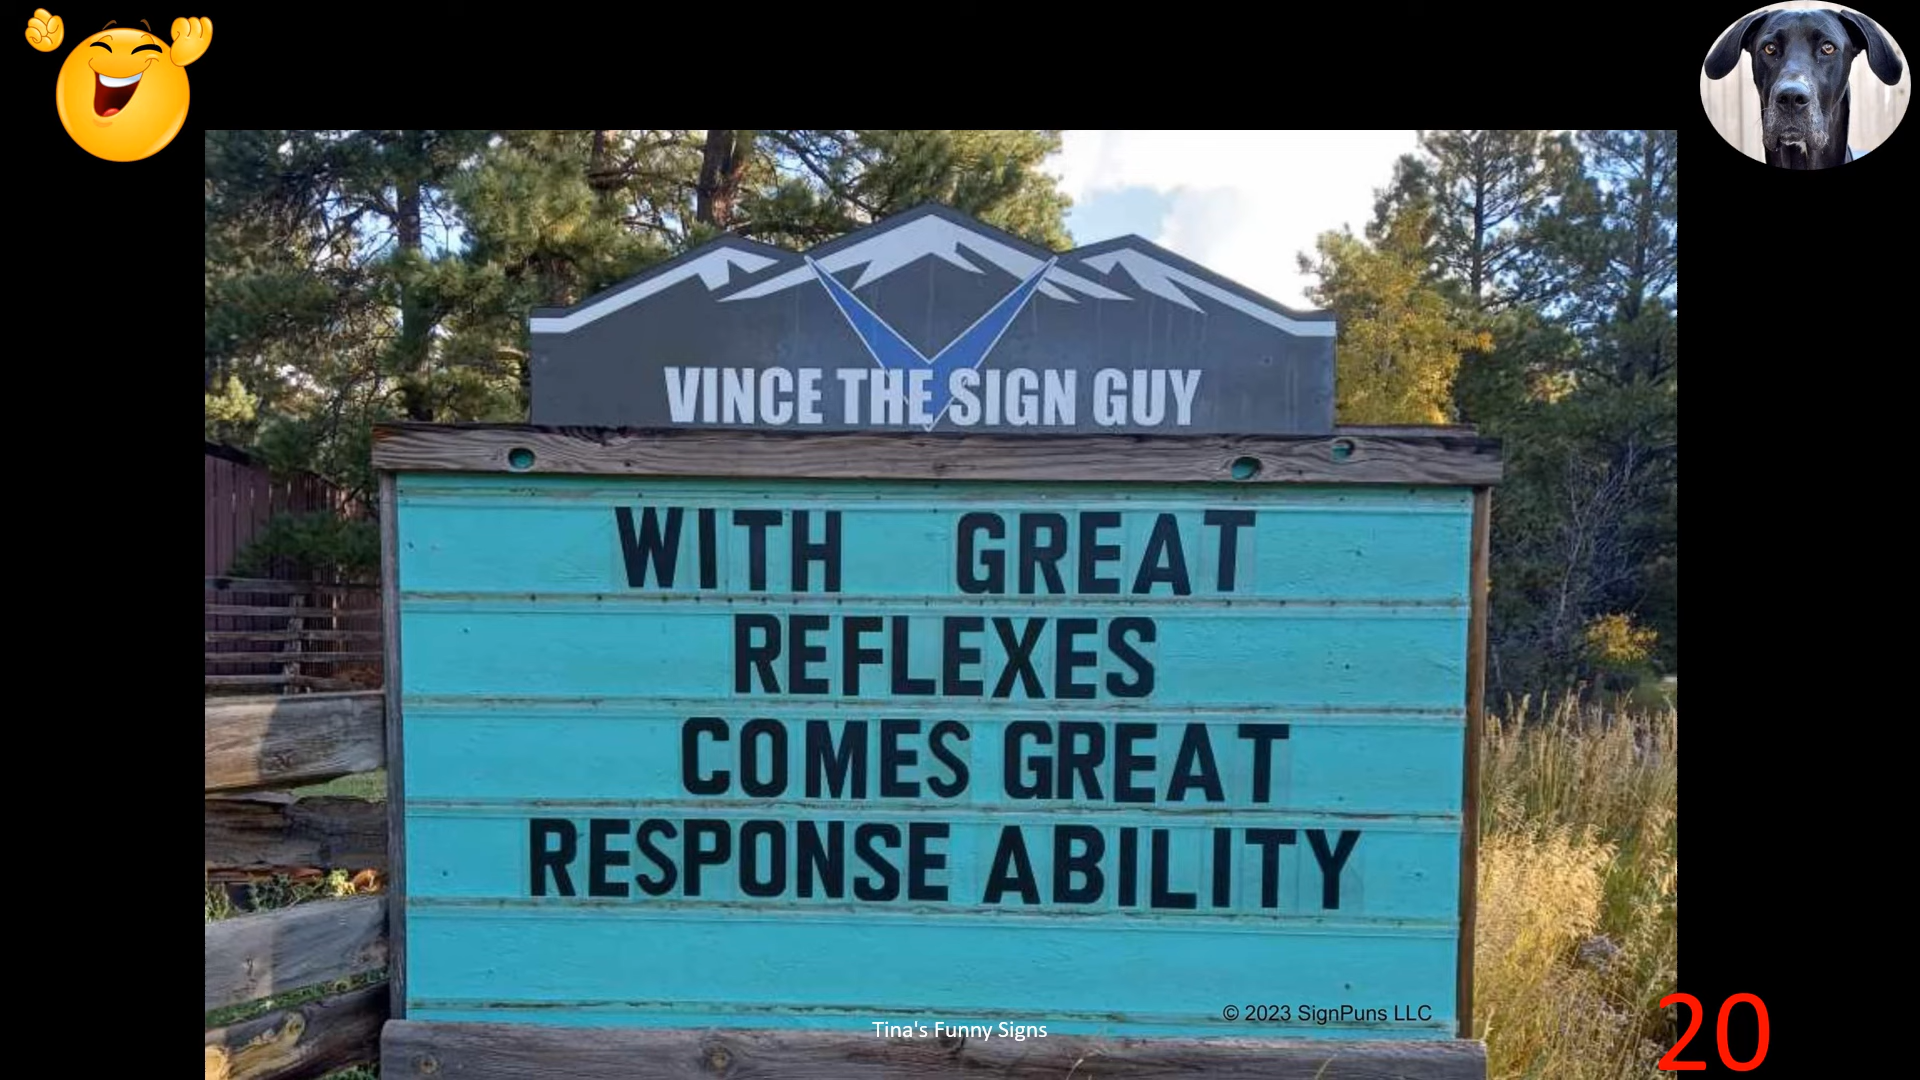 VINCE THE SIGN GUY
WITH GREAT
REFLEXES
COMES GREAT
RESPONSE ABILITY
© 2023 SignPuns LLC
Tina's Funny Signs
20